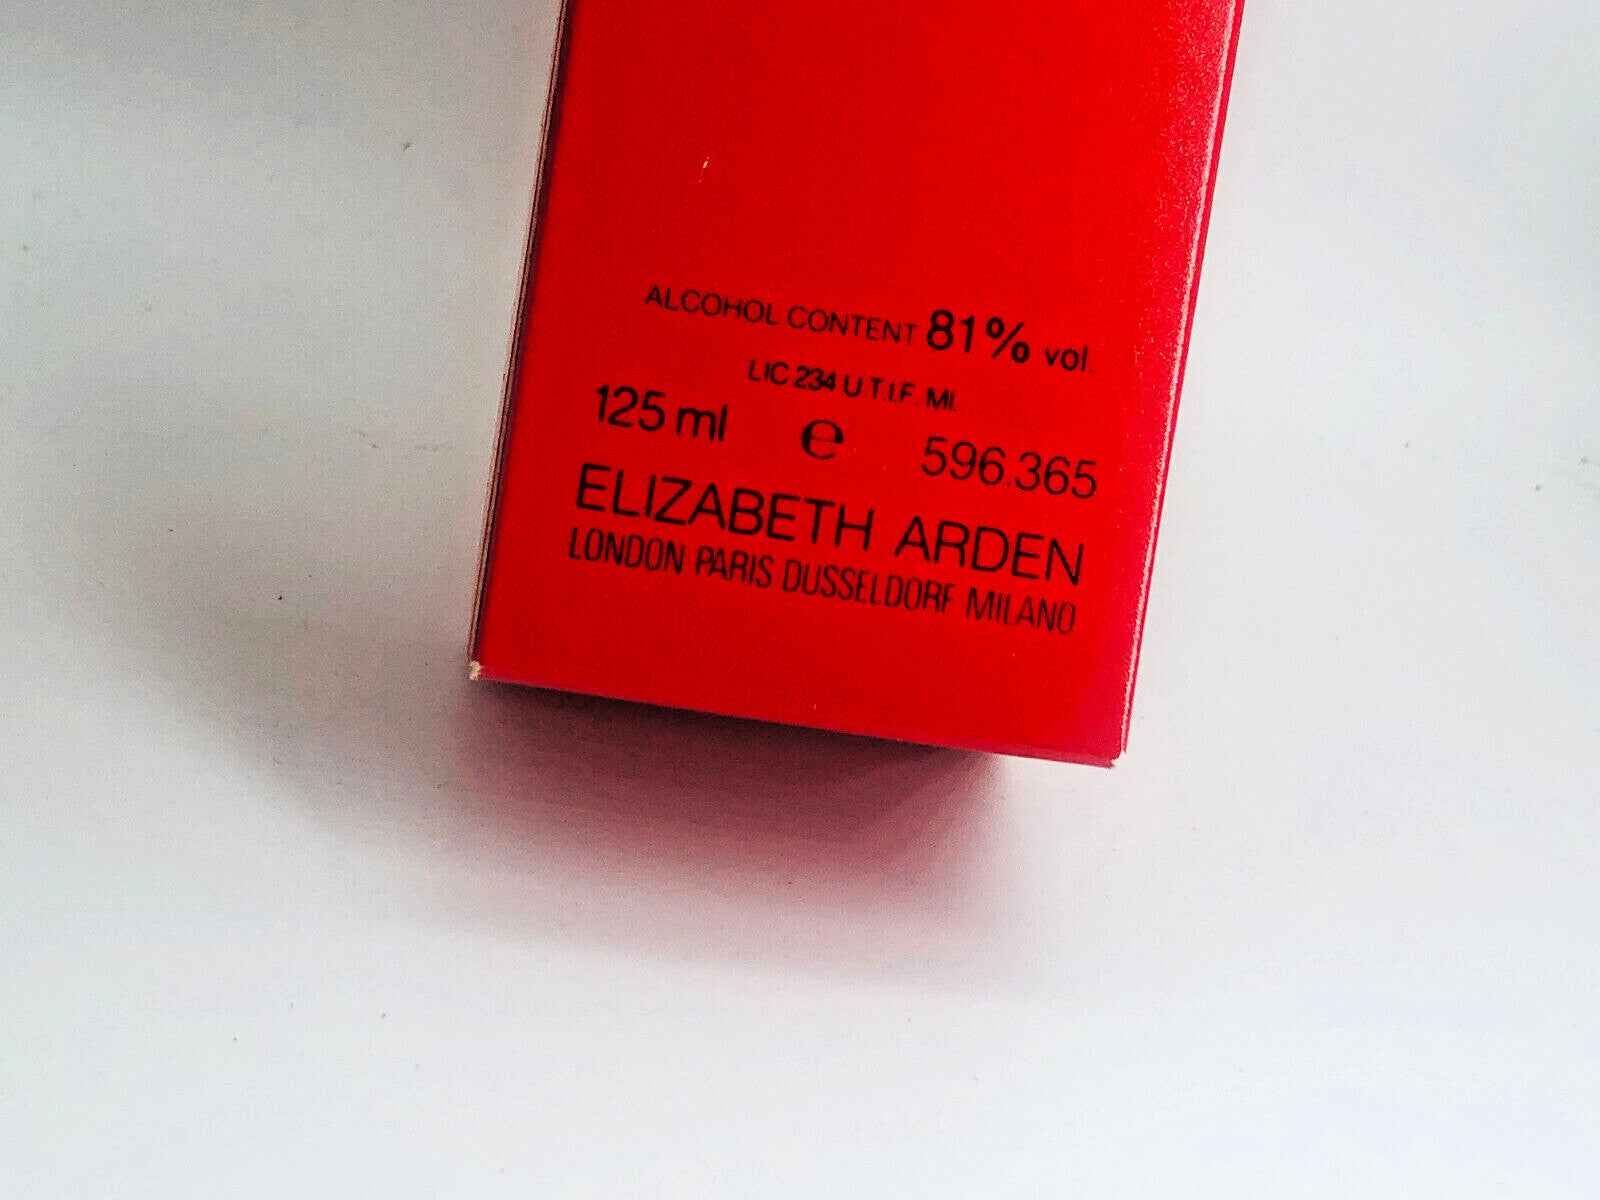 ALCOHOL CONTENT 81% vol.
LIC 234 U T.I.F. MI.
125 ml e 596.365
ELIZABETH ARDEN
LONDON PARIS DUSSELDORF MILANO